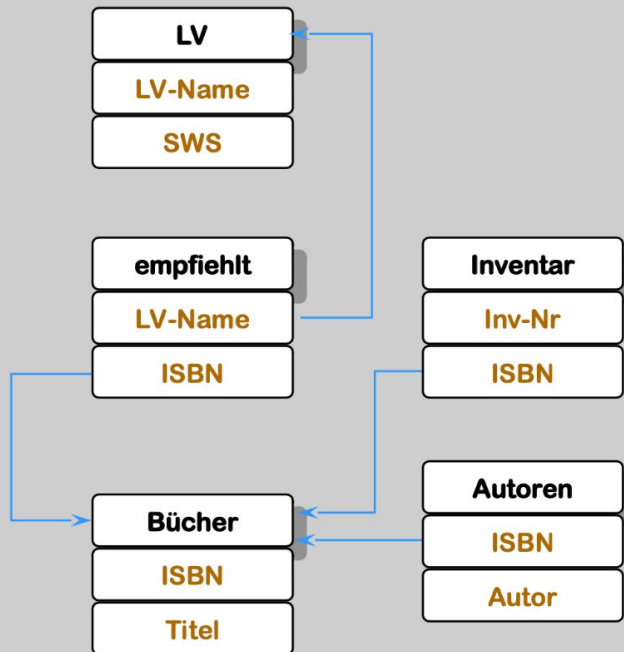 LV
LV-Name
SWS
empfiehlt
LV-Name
ISBN
Inventar
Inv-Nr
ISBN
Bücher
ISBN
Titel
Autoren
ISBN
Autor